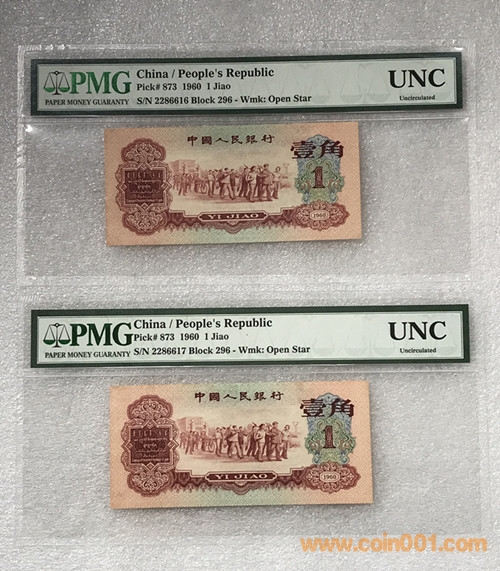 PMG
PAPER MONEY GUARANTY
China / People's Republic
Pick# 873 1960 1 Jiao
S/N 2286616 Block 296 - Wmk: Open Star
UNC
Uncirculated
中國人民銀行
壹角
1
YI JIAO
1960
PMG
PAPER MONEY GUARANTY
China / People's Republic
Pick# 873 1960 1 Jiao
S/N 2286617 Block 296 - Wmk: Open Star
UNC
Uncirculated
中國人民銀行
壹角
1
YI JIAO
1960
www.coin001.com